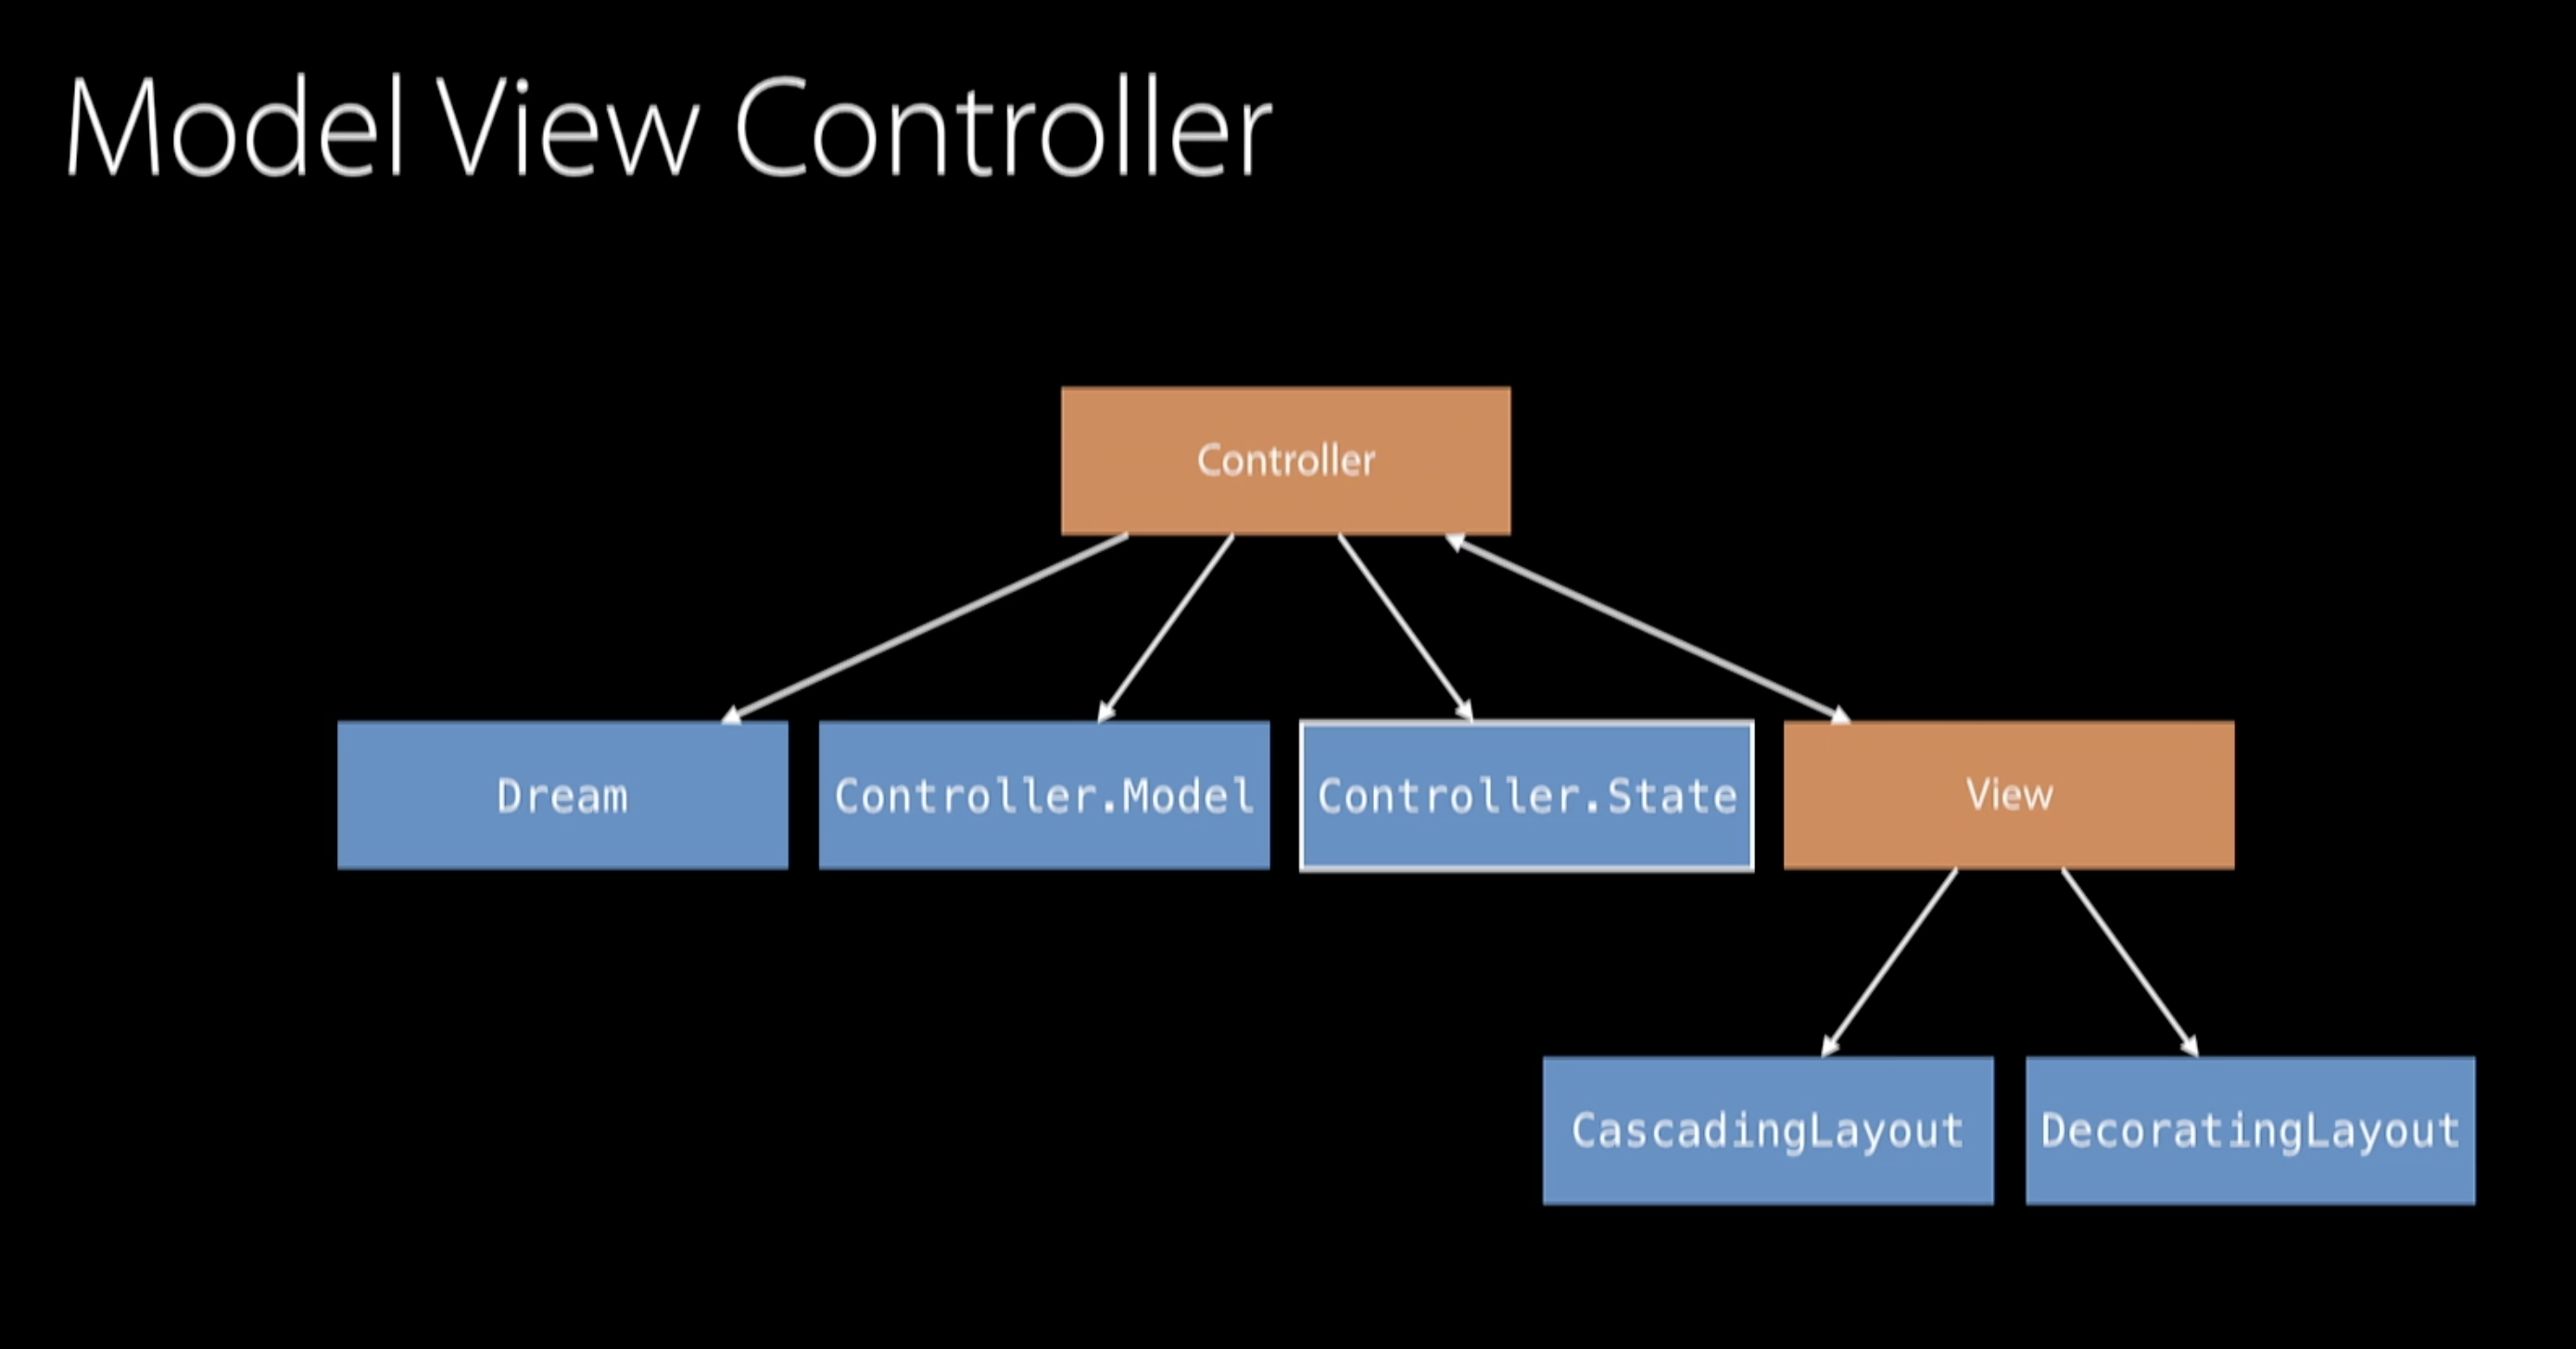 Model View Controller
Controller
Dream
Controller.Model
Controller.State
View
CascadingLayout
DecoratingLayout